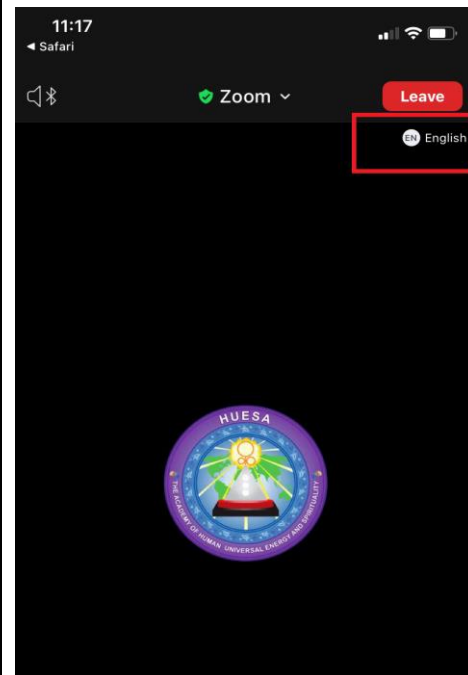 11:17
◀ Safari
Zoom
Leave
EN English
HUESA
THE ACADEMY OF HUMAN UNIVERSAL ENERGY AND SPIRITUALITY